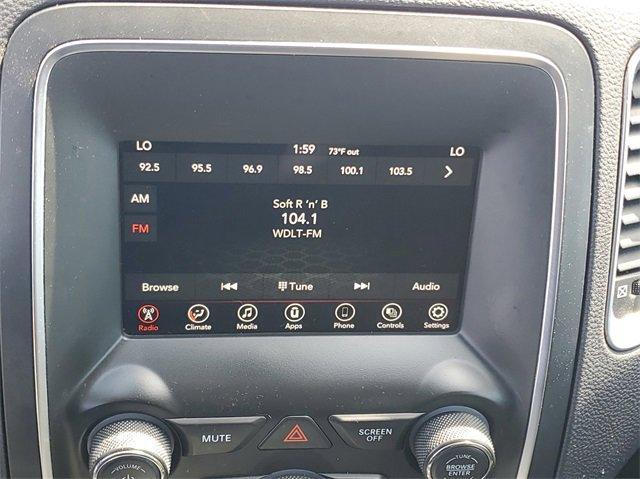 LO 1:59 73°F out LO
92.5 95.5 96.9 98.5 100.1 103.5
AM
Soft R 'n' B
104.1
FM
WDLT-FM
Browse Tune Audio
Radio Climate Media Apps Phone Controls Settings
MUTE
SCREEN OFF
VOLUME
TUNE
BROWSE
ENTER